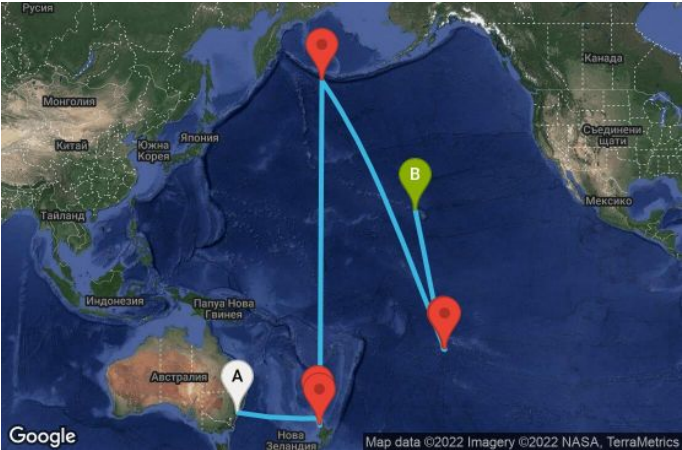 Русия
Канада
Монголия
Съединени
щати
Китай
Южна
Корея
Япония
B
Мексико
Тайланд
Индонезия
Папуа Нова
Гвинея
Австралия
A
Нова
Зеландия
Google
Map data ©2022 Imagery ©2022 NASA, TerraMetrics